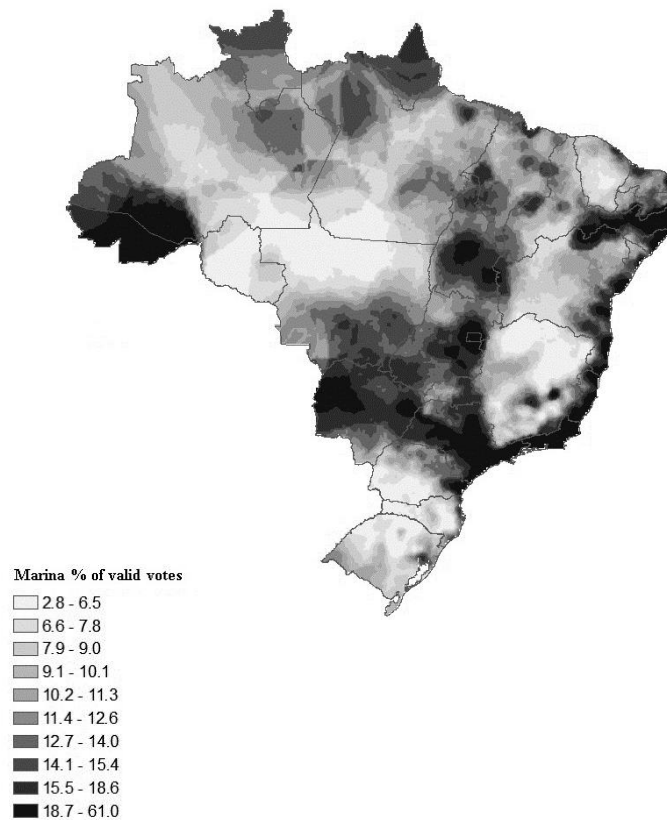 Marina % of valid votes
2.8 - 6.5
6.6 - 7.8
7.9 - 9.0
9.1 - 10.1
10.2 - 11.3
11.4 - 12.6
12.7 - 14.0
14.1 - 15.4
15.5 - 18.6
18.7 - 61.0